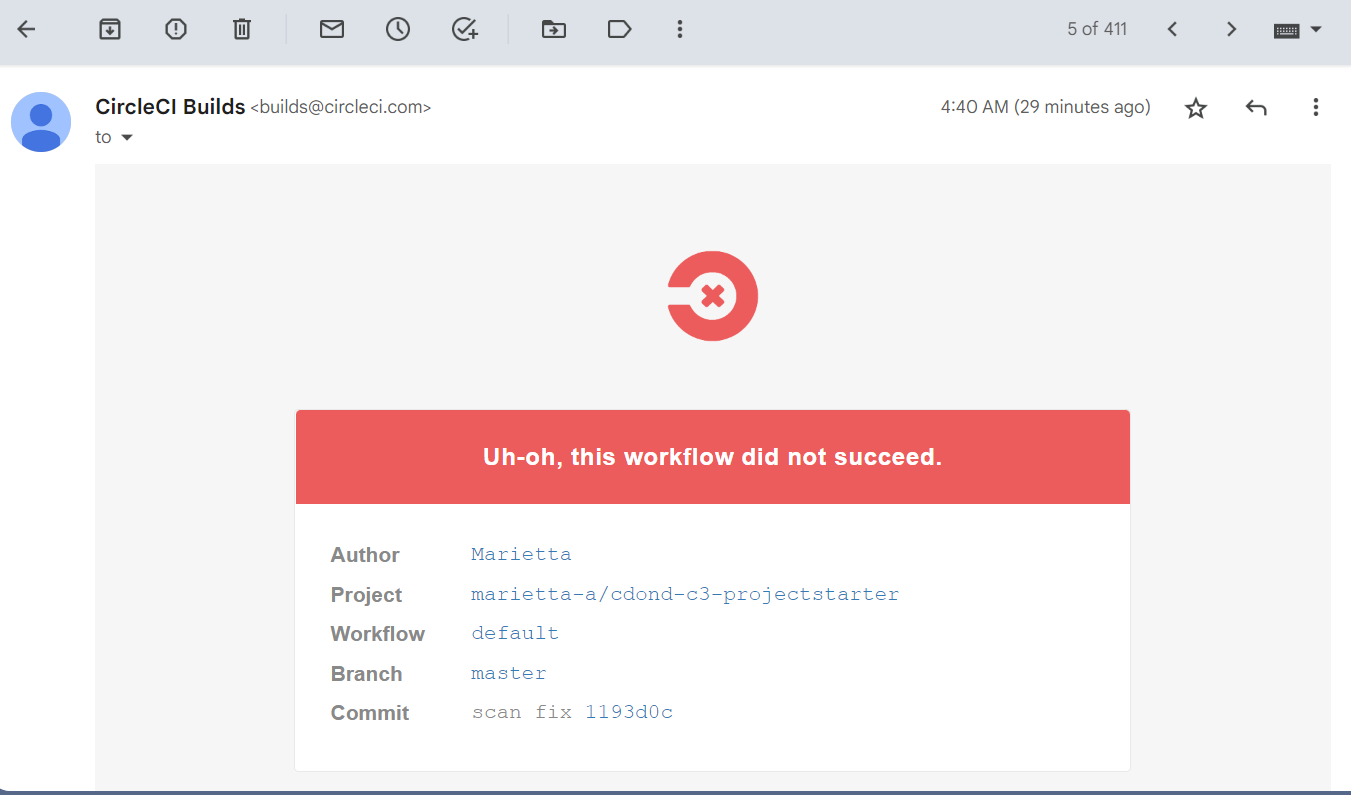 5 of 411
CircleCI Builds <builds@circleci.com>
4:40 AM (29 minutes ago)
to
Uh-oh, this workflow did not succeed.
Author Marietta
Project marietta-a/cdond-c3-projectstarter
Workflow default
Branch master
Commit scan fix 1193d0c